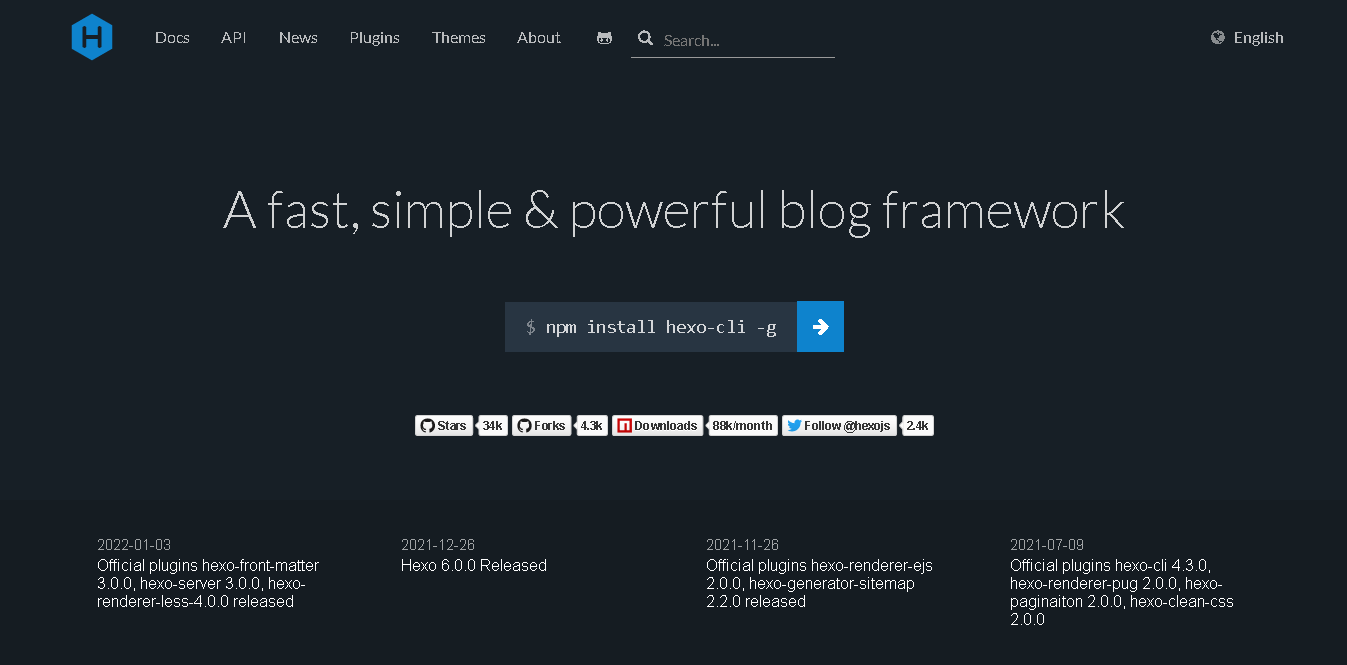 H
Docs API News Plugins Themes About Search... English
A fast, simple & powerful blog framework
$ npm install hexo-cli -g
Stars 34k Forks 4.3k Downloads 88k/month Follow @hexojs 2.4k
2022-01-03
Official plugins hexo-front-matter
3.0.0, hexo-server 3.0.0, hexo-
renderer-less-4.0.0 released
2021-12-26
Hexo 6.0.0 Released
2021-11-26
Official plugins hexo-renderer-ejs
2.0.0, hexo-generator-sitemap
2.2.0 released
2021-07-09
Official plugins hexo-cli 4.3.0,
hexo-renderer-pug 2.0.0, hexo-
paginaiton 2.0.0, hexo-clean-css
2.0.0